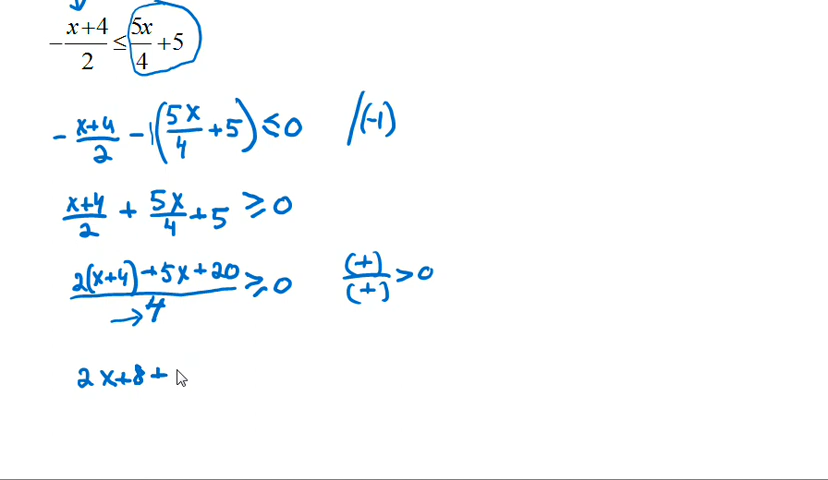 -(x+4)/2 ≤ 5x/4 +5
- (x+4)/2 - 1(5x/4 +5) ≤ 0 /(-1)
(x+4)/2 + 5x/4 +5 ≥ 0
(2(x+4)+5x+20)/→4 ≥ 0 (+)/(+) > 0
2x+8+